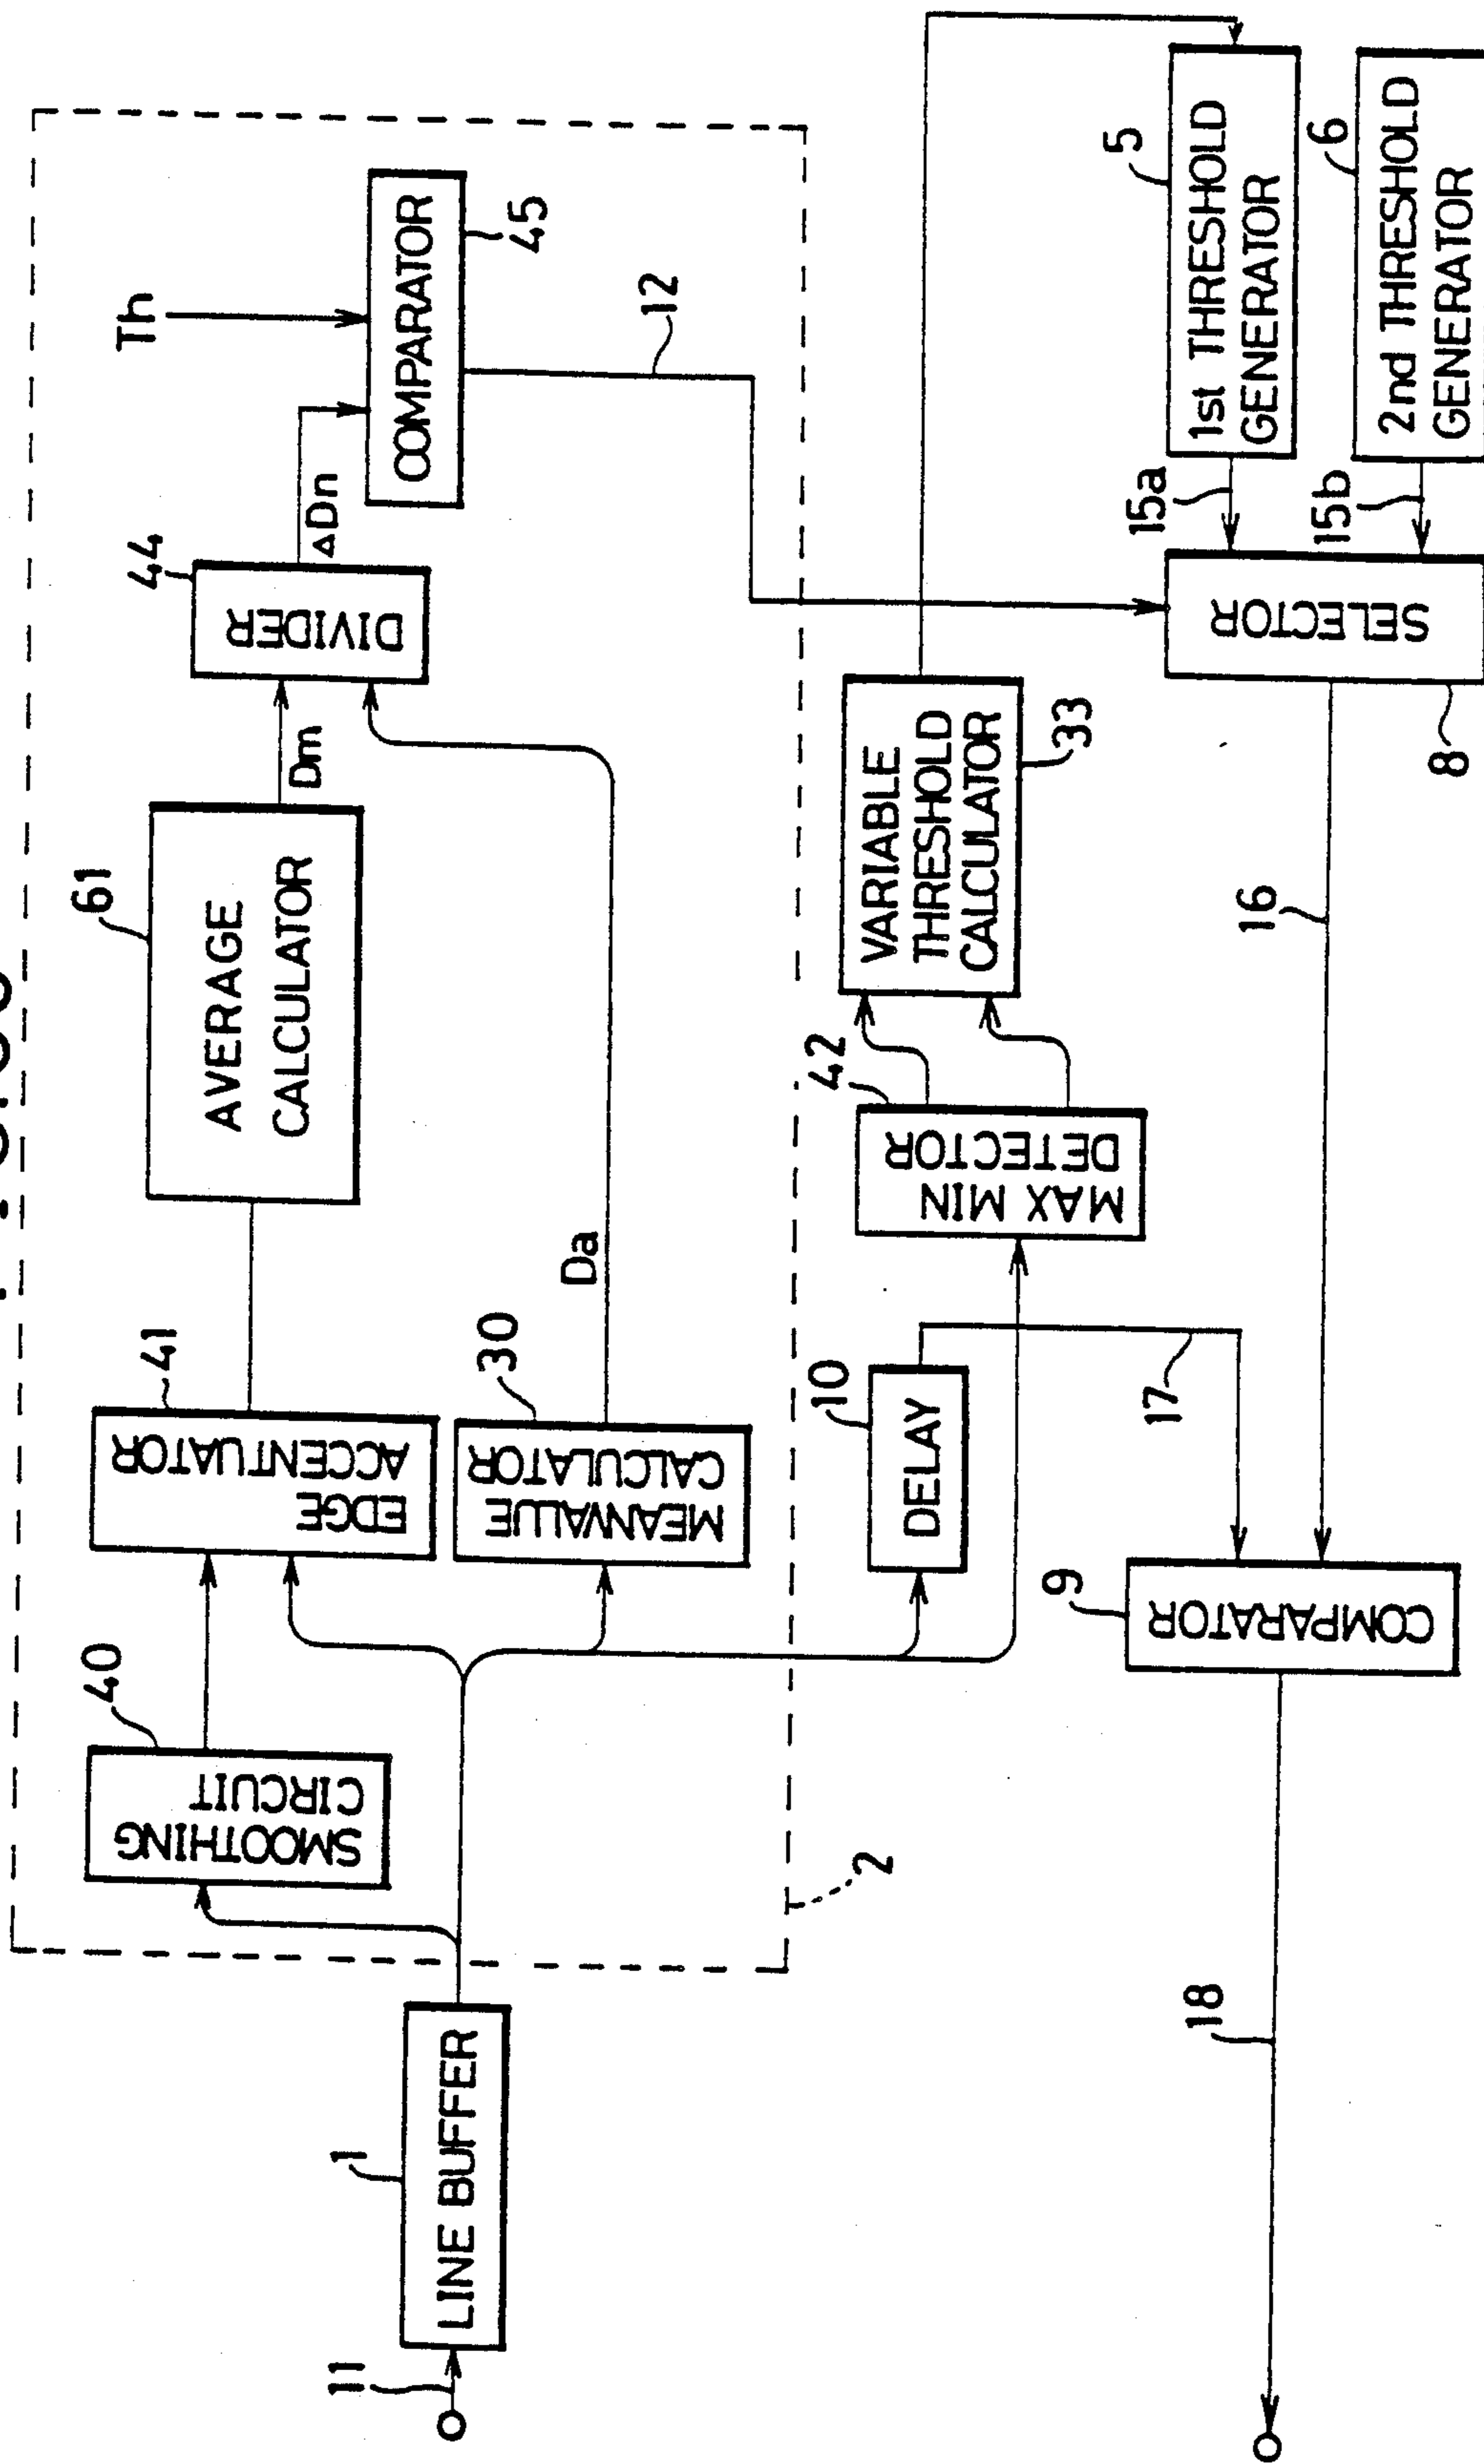 61
41
40
44
Th
AVERAGE
CALCULATOR
EDGE
ACCENTUATOR
SMOOTHING
CIRCUIT
DIVIDER
Dm
ΔDn
COMPARATOR
45
1
11
LINE BUFFER
30
MEANVALUE
CALCULATOR
Da
12
2
10
DELAY
42
MAX MIN
DETECTOR
VARIABLE
THRESHOLD
CALCULATOR
33
5
1st THRESHOLD
GENERATOR
15a
6
2nd THRESHOLD
GENERATOR
15b
17
9
COMPARATOR
16
SELECTOR
8
18